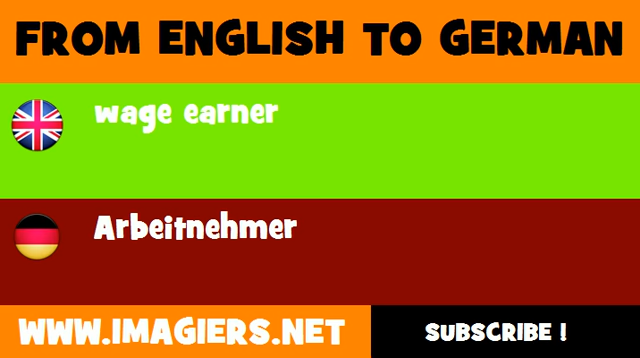 FROM ENGLISH TO GERMAN
wage earner
Arbeitnehmer
WWW.IMAGIERS.NET
SUBSCRIBE !